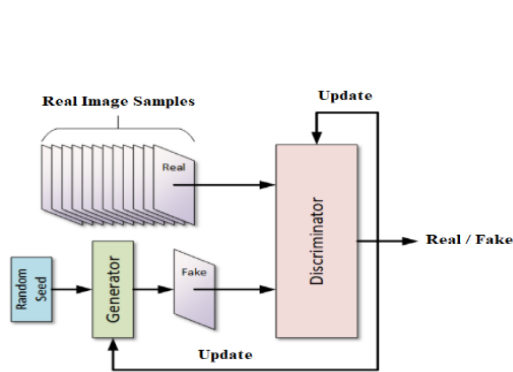 Real Image Samples
Update
Real
Discriminator
Real / Fake
Random
Seed
Generator
Fake
Update